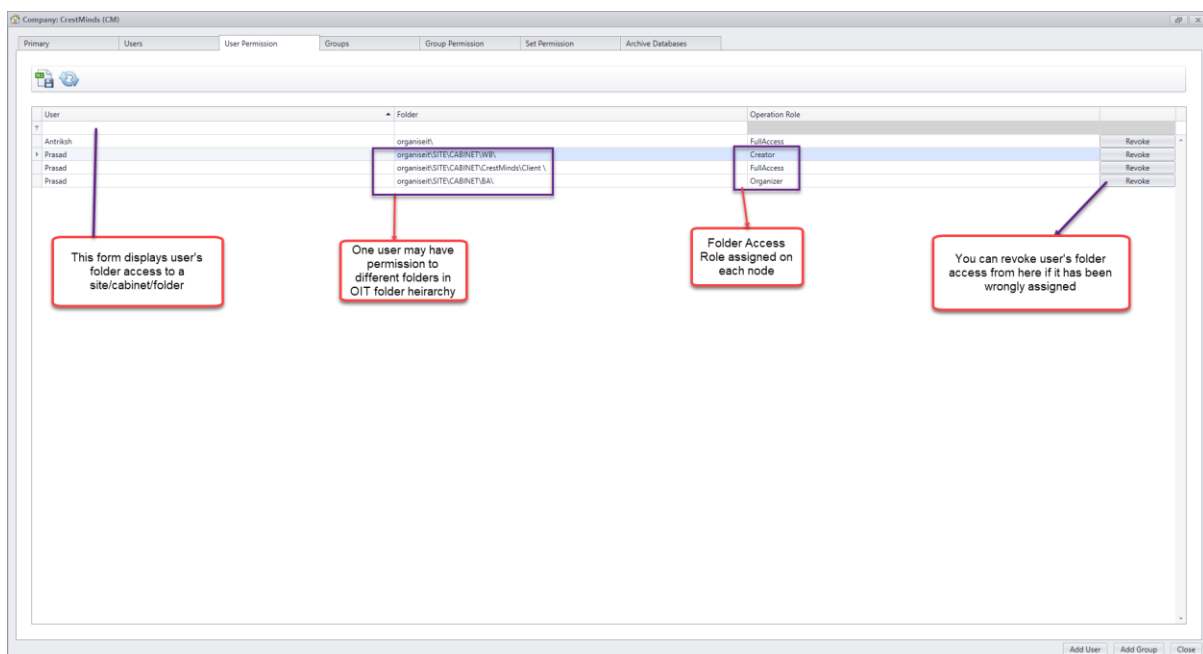 Company: CrestMinds (CM)
Primary Users User Permission Groups Group Permission Set Permission Archive Databases
User Folder Operation Role
Antriksh organiseit\ FullAccess Revoke
Prasad organiseit\SITE\CABINET\WB\ Creator Revoke
Prasad organiseit\SITE\CABINET\CrestMinds\Client \ FullAccess Revoke
Prasad organiseit\SITE\CABINET\BA\ Organizer Revoke
This form displays user's
folder access to a
site/cabinet/folder
One user may have
permission to
different folders in
OIT folder heirarchy
Folder Access
Role assigned on
each node
You can revoke user's folder
access from here if it has been
wrongly assigned
Add User Add Group Close